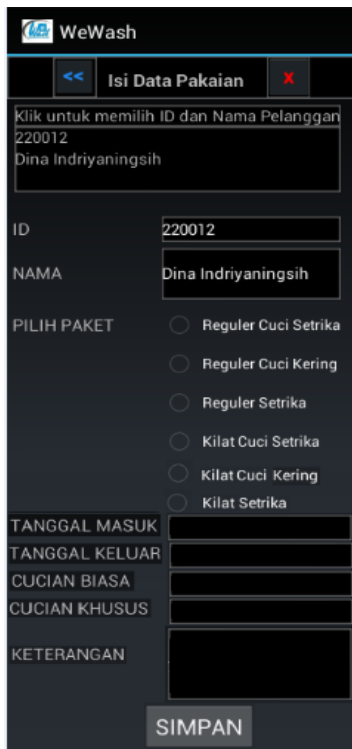 WeWash
<< Isi Data Pakaian X
Klik untuk memilih ID dan Nama Pelanggan
220012
Dina Indriyaningsih
ID 220012
NAMA Dina Indriyaningsih
PILIH PAKET Reguler Cuci Setrika
Reguler Cuci Kering
Reguler Setrika
Kilat Cuci Setrika
Kilat Cuci Kering
Kilat Setrika
TANGGAL MASUK
TANGGAL KELUAR
CUCIAN BIASA
CUCIAN KHUSUS
KETERANGAN
SIMPAN